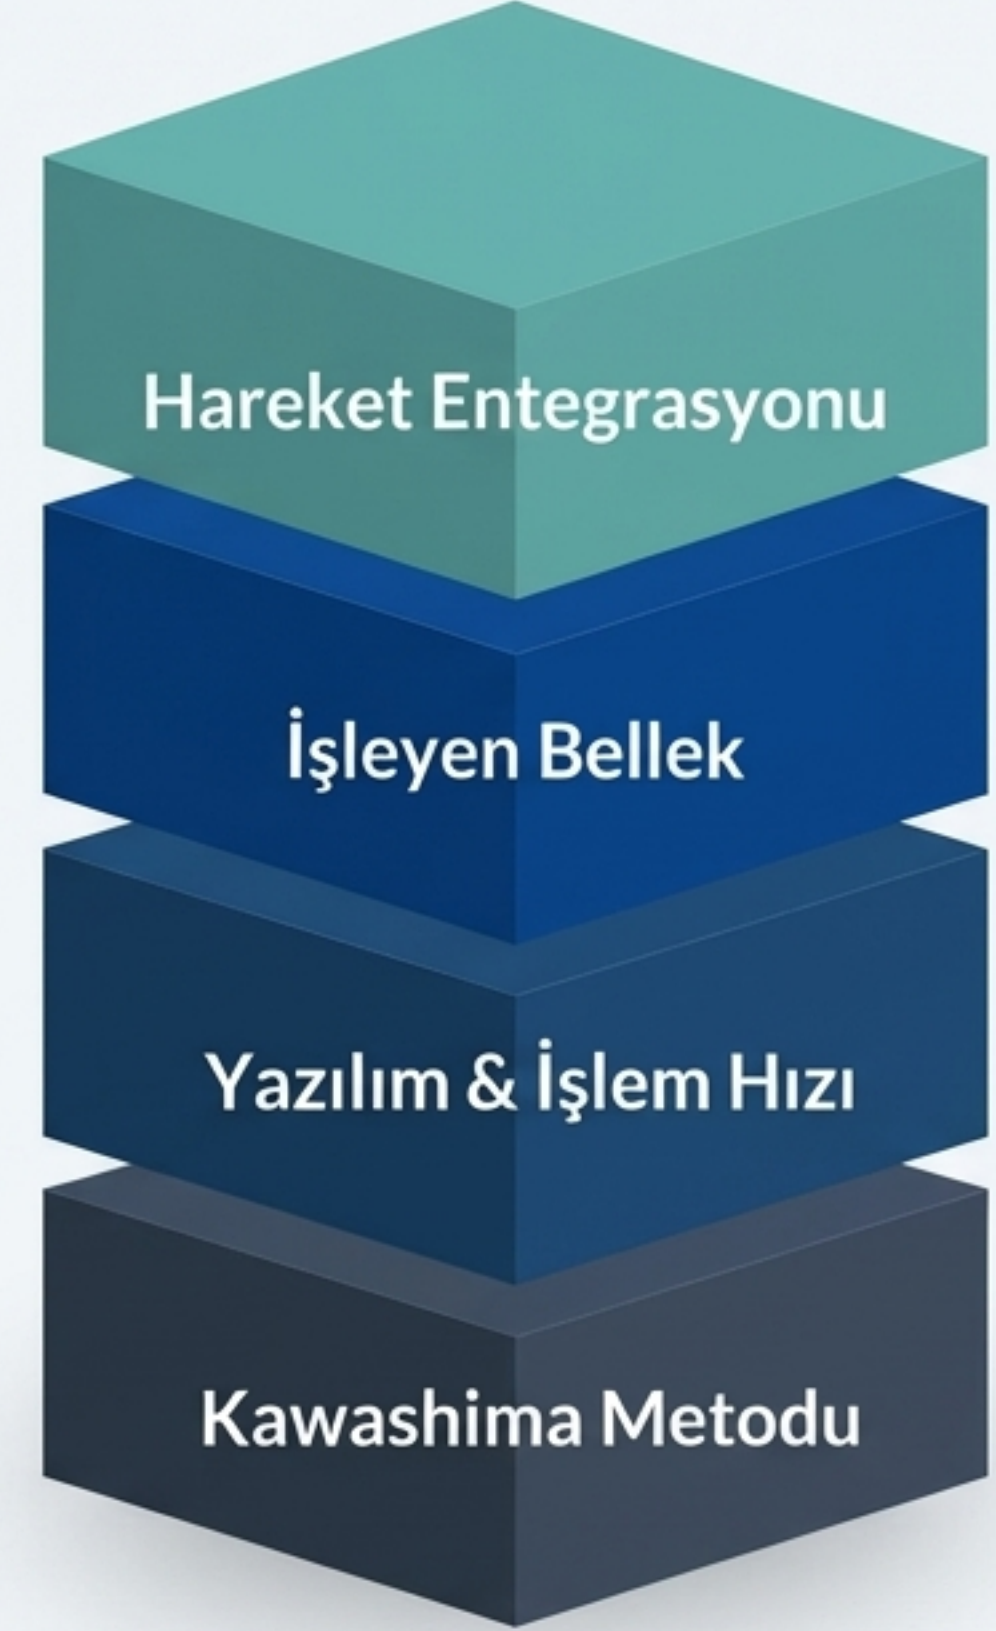 Hareket Entegrasyonu
İşleyen Bellek
Yazılım & İşlem Hızı
Kawashima Metodu